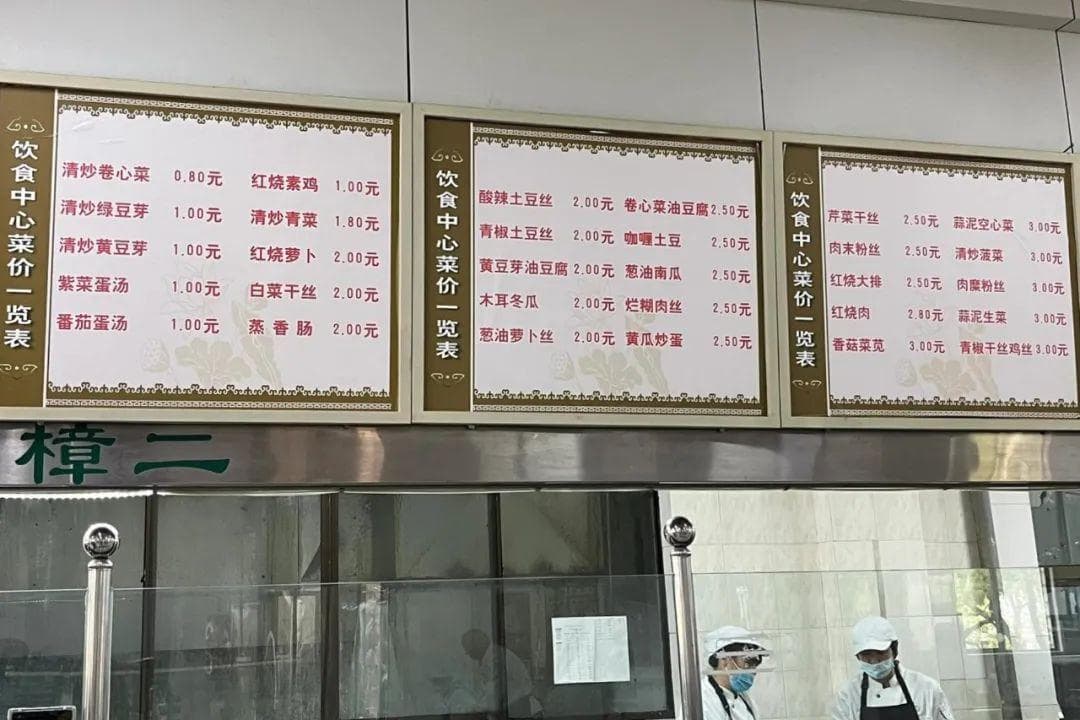 饮食中心菜价一览表
清炒卷心菜 0.80元 红烧素鸡 1.00元
清炒绿豆芽 1.00元 清炒青菜 1.80元
清炒黄豆芽 1.00元 红烧萝卜 2.00元
紫菜蛋汤 1.00元 白菜干丝 2.00元
番茄蛋汤 1.00元 蒸香肠 2.00元
饮食中心菜价一览表
酸辣土豆丝 2.00元 卷心菜油豆腐 2.50元
青椒土豆丝 2.00元 咖喱土豆 2.50元
黄豆芽油豆腐 2.00元 葱油南瓜 2.50元
木耳冬瓜 2.00元 烂糊肉丝 2.50元
葱油萝卜丝 2.00元 黄瓜炒蛋 2.50元
饮食中心菜价一览表
芹菜干丝 2.50元 蒜泥空心菜 3.00元
肉末粉丝 2.50元 清炒菠菜 3.00元
红烧大排 2.50元 肉糜粉丝 3.00元
红烧肉 2.80元 蒜泥生菜 3.00元
香菇菜苋 3.00元 青椒干丝鸡丝 3.00元
樟二